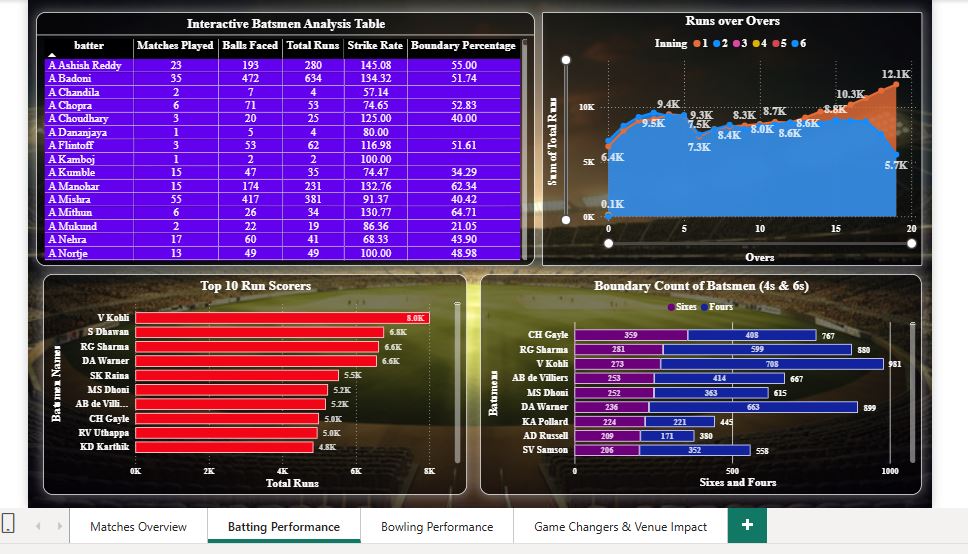 Interactive Batsmen Analysis Table
batter Matches Played Balls Faced Total Runs Strike Rate Boundary Percentage
A Ashish Reddy 23 193 280 145.08 55.00
A Badoni 35 472 634 134.32 51.74
A Chandila 2 7 4 57.14
A Chopra 6 71 53 74.65 52.83
A Choudhary 3 20 25 125.00 40.00
A Dananjaya 1 5 4 80.00
A Flintoff 3 53 62 116.98 51.61
A Kamboj 1 2 2 100.00
A Kumble 15 47 35 74.47 34.29
A Manohar 15 174 231 132.76 62.34
A Mishra 55 417 381 91.37 40.42
A Mithun 6 26 34 130.77 64.71
A Mukund 2 22 19 86.36 21.05
A Nehra 17 60 41 68.33 43.90
A Nortje 13 49 49 100.00 48.98
Runs over Overs
Inning 1 2 3 4 5 6
Sum of Total Runs
10K
5K
0K
6.4K
0.1K
9.5K
9.4K
9.3K
7.5K
7.3K
8.4K
8.3K
8.0K
8.7K
8.6K
8.6K
8.8K
10.3K
12.1K
5.7K
0 5 10 15 20
Overs
Top 10 Run Scorers
Batsmen Names
V Kohli 8.0K
S Dhawan 6.8K
RG Sharma 6.6K
DA Warner 6.6K
SK Raina 5.5K
MS Dhoni 5.2K
AB de Villi... 5.2K
CH Gayle 5.0K
RV Uthappa 5.0K
KD Karthik 4.8K
0K 2K 4K 6K 8K
Total Runs
Boundary Count of Batsmen (4s & 6s)
Sixes Fours
Batsmens
CH Gayle 359 408 767
RG Sharma 281 599 880
V Kohli 273 708 981
AB de Villiers 253 414 667
MS Dhoni 252 363 615
DA Warner 236 663 899
KA Pollard 224 221 445
AD Russell 209 171 380
SV Samson 206 352 558
0 500 1000
Sixes and Fours
Matches Overview
Batting Performance
Bowling Performance
Game Changers & Venue Impact
+